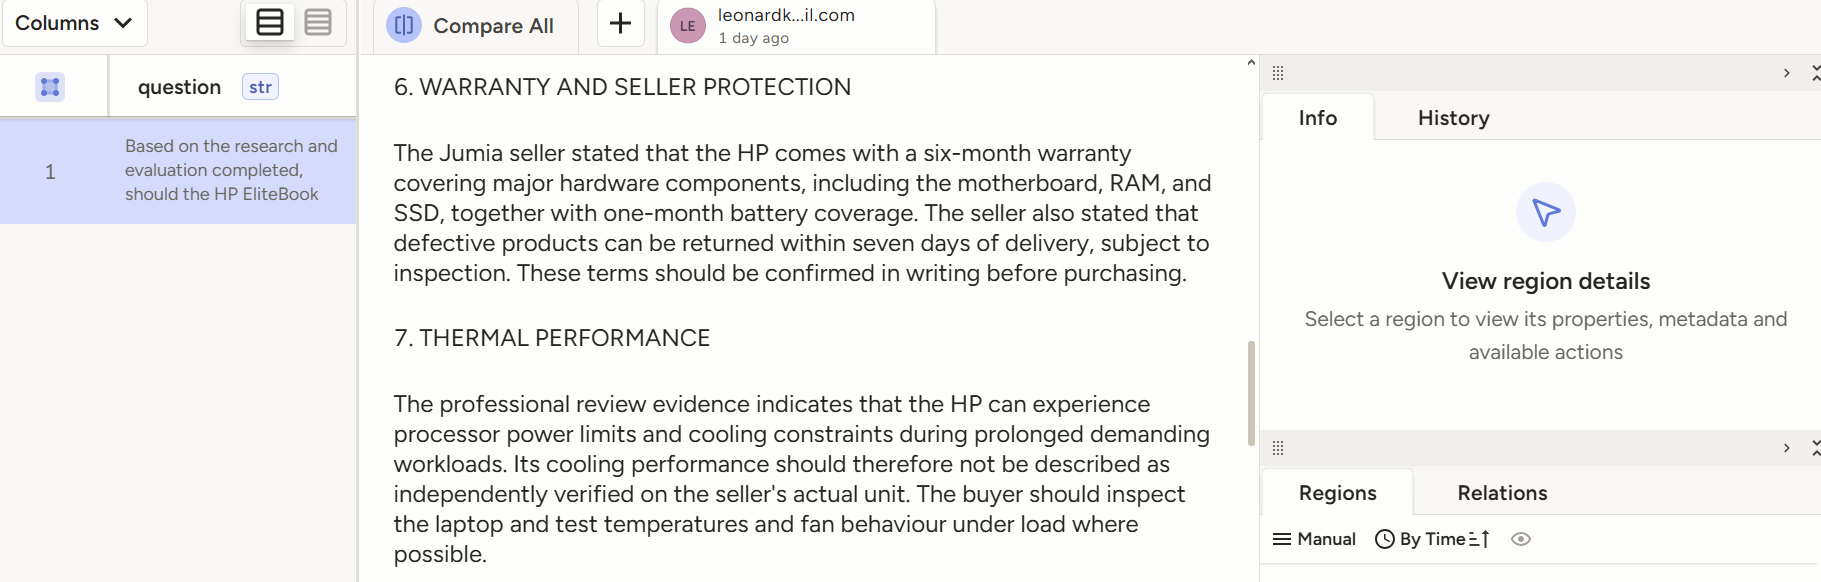 Columns
Compare All
LE
leonardk...il.com
1 day ago
question
str
1
Based on the research and
evaluation completed,
should the HP EliteBook
6. WARRANTY AND SELLER PROTECTION
The Jumia seller stated that the HP comes with a six-month warranty
covering major hardware components, including the motherboard, RAM, and
SSD, together with one-month battery coverage. The seller also stated that
defective products can be returned within seven days of delivery, subject to
inspection. These terms should be confirmed in writing before purchasing.
7. THERMAL PERFORMANCE
The professional review evidence indicates that the HP can experience
processor power limits and cooling constraints during prolonged demanding
workloads. Its cooling performance should therefore not be described as
independently verified on the seller's actual unit. The buyer should inspect
the laptop and test temperatures and fan behaviour under load where
possible.
Info
History
View region details
Select a region to view its properties, metadata and
available actions
Regions
Relations
Manual
By Time